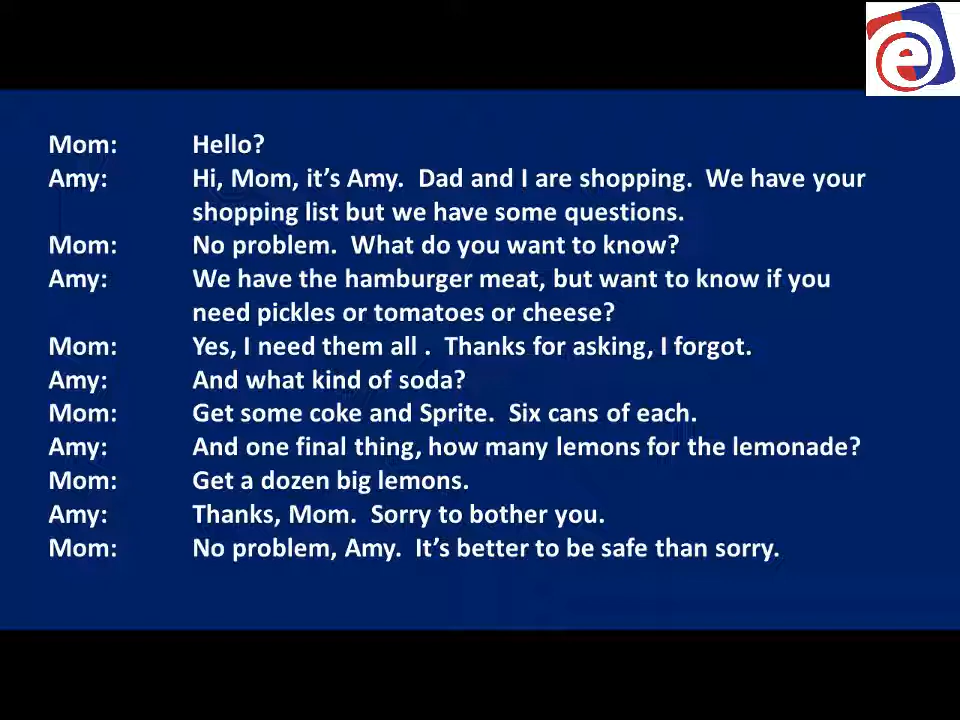 Mom: Hello?
Amy: Hi, Mom, it's Amy.  Dad and I are shopping.  We have your
shopping list but we have some questions.
Mom: No problem.  What do you want to know?
Amy: We have the hamburger meat, but want to know if you
need pickles or tomatoes or cheese?
Mom: Yes, I need them all .  Thanks for asking, I forgot.
Amy: And what kind of soda?
Mom: Get some coke and Sprite.  Six cans of each.
Amy: And one final thing, how many lemons for the lemonade?
Mom: Get a dozen big lemons.
Amy: Thanks, Mom.  Sorry to bother you.
Mom: No problem, Amy.  It's better to be safe than sorry.